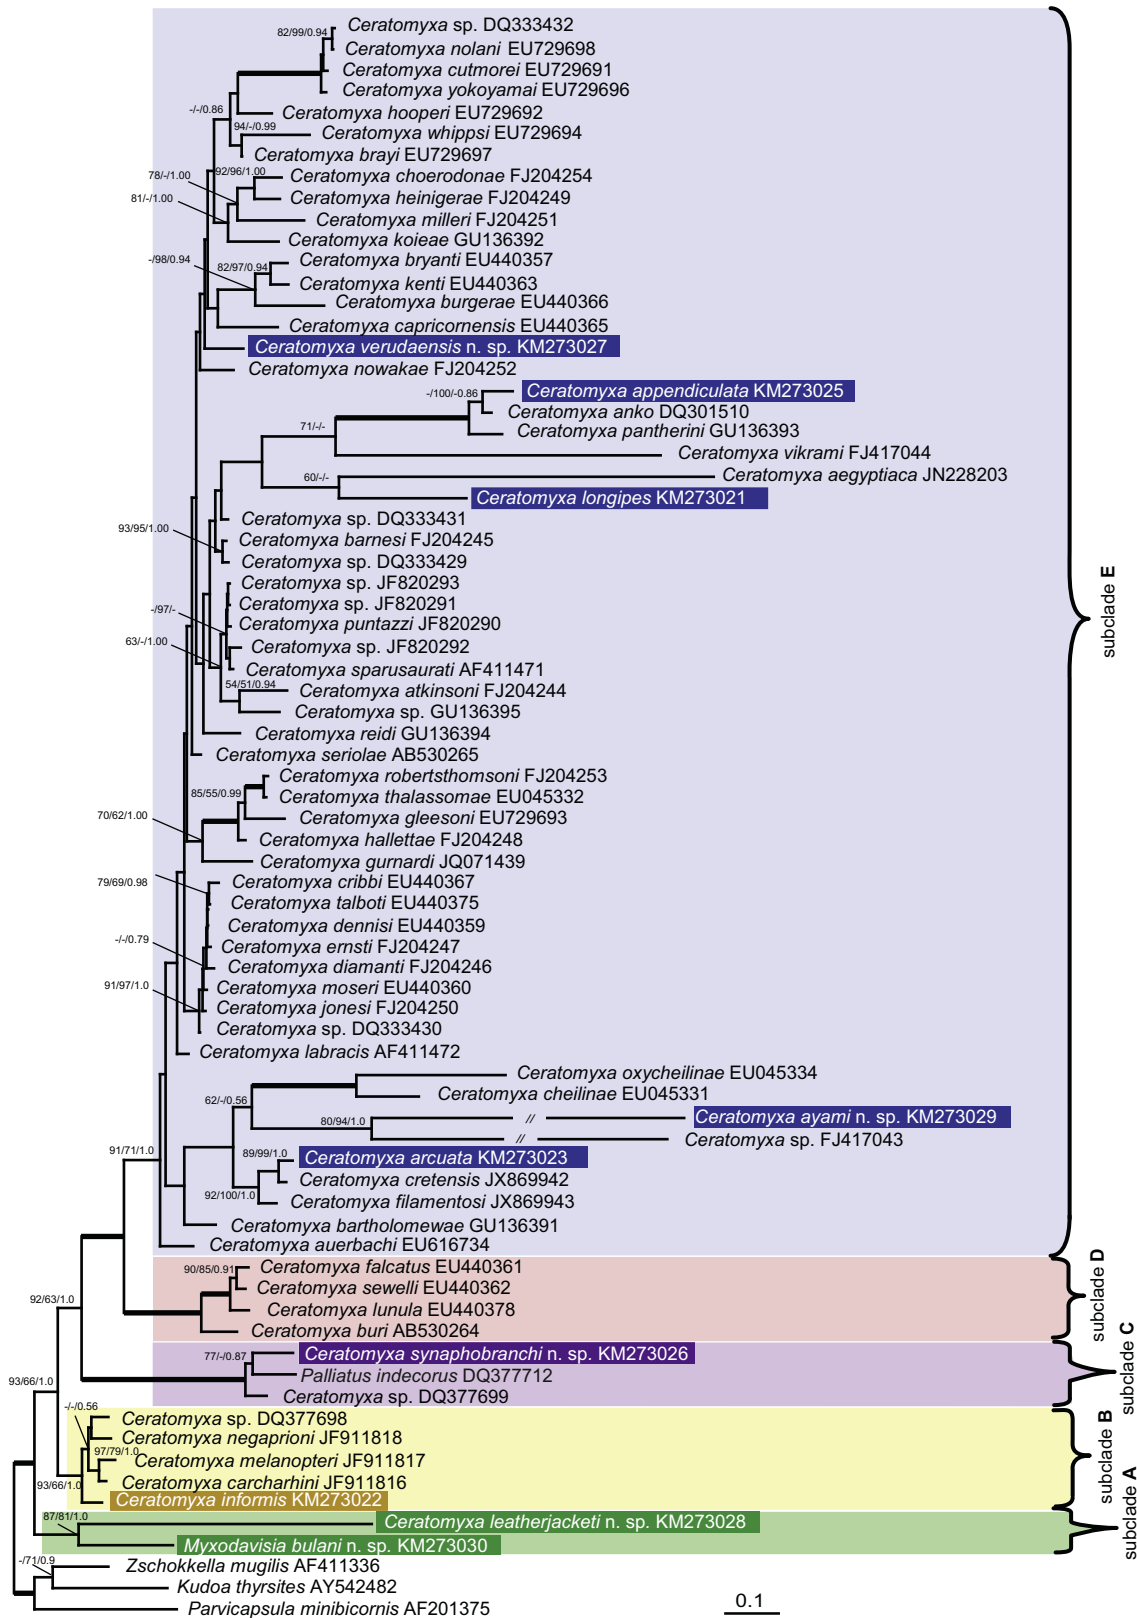 Ceratomyxa sp. DQ333432
82/99/0.94
Ceratomyxa nolani EU729698
Ceratomyxa cutmorei EU729691
Ceratomyxa yokoyamai EU729696
-/-/0.86
Ceratomyxa hooperi EU729692
94/-/0.99
Ceratomyxa whippsi EU729694
Ceratomyxa brayi EU729697
78/-/1.00
92/96/1.00
Ceratomyxa choerodonae FJ204254
81/-/1.00
Ceratomyxa heinigerae FJ204249
Ceratomyxa milleri FJ204251
Ceratomyxa koieae GU136392
-/98/0.94
82/97/0.94
Ceratomyxa bryanti EU440357
Ceratomyxa kenti EU440363
Ceratomyxa burgerae EU440366
Ceratomyxa capricornensis EU440365
Ceratomyxa verudaensis n. sp. KM273027
Ceratomyxa nowakae FJ204252
-/100/-0.86
Ceratomyxa appendiculata KM273025
Ceratomyxa anko DQ301510
71/-/-
Ceratomyxa pantherini GU136393
Ceratomyxa vikrami FJ417044
60/-/-
Ceratomyxa aegyptiaca JN228203
Ceratomyxa longipes KM273021
Ceratomyxa sp. DQ333431
93/95/1.00
Ceratomyxa barnesi FJ204245
Ceratomyxa sp. DQ333429
Ceratomyxa sp. JF820293
-/97/-
Ceratomyxa sp. JF820291
Ceratomyxa puntazzi JF820290
63/-/1.00
Ceratomyxa sp. JF820292
Ceratomyxa sparusaurati AF411471
54/51/0.94
Ceratomyxa atkinsoni FJ204244
Ceratomyxa sp. GU136395
Ceratomyxa reidi GU136394
Ceratomyxa seriolae AB530265
subclade E
Ceratomyxa robertsthomsoni FJ204253
85/55/0.99
Ceratomyxa thalassomae EU045332
70/62/1.00
Ceratomyxa gleesoni EU729693
Ceratomyxa hallettae FJ204248
Ceratomyxa gurnardi JQ071439
79/69/0.98
Ceratomyxa cribbi EU440367
Ceratomyxa talboti EU440375
Ceratomyxa dennisi EU440359
-/-/0.79
Ceratomyxa ernsti FJ204247
Ceratomyxa diamanti FJ204246
91/97/1.0
Ceratomyxa moseri EU440360
Ceratomyxa jonesi FJ204250
Ceratomyxa sp. DQ333430
Ceratomyxa labracis AF411472
Ceratomyxa oxycheilinae EU045334
62/-/0.56
Ceratomyxa cheilinae EU045331
80/94/1.0
//
Ceratomyxa ayami n. sp. KM273029
//
Ceratomyxa sp. FJ417043
91/71/1.0
89/99/1.0
Ceratomyxa arcuata KM273023
Ceratomyxa cretensis JX869942
92/100/1.0
Ceratomyxa filamentosi JX869943
Ceratomyxa bartholomewae GU136391
Ceratomyxa auerbachi EU616734
90/85/0.91
Ceratomyxa falcatus EU440361
Ceratomyxa sewelli EU440362
92/63/1.0
Ceratomyxa lunula EU440378
Ceratomyxa buri AB530264
subclade D
77/-/0.87
Ceratomyxa synaphobranchi n. sp. KM273026
Palliatus indecorus DQ377712
93/66/1.0
Ceratomyxa sp. DQ377699
subclade C
-/-/0.56
Ceratomyxa sp. DQ377698
Ceratomyxa negaprioni JF911818
97/79/1.0
Ceratomyxa melanopteri JF911817
93/66/1.0
Ceratomyxa carcharhini JF911816
Ceratomyxa informis KM273022
subclade B
87/81/1.0
Ceratomyxa leatherjacketi n. sp. KM273028
Myxodavisia bulani n. sp. KM273030
subclade A
-/71/0.9
Zschokkella mugilis AF411336
Kudoa thyrsites AY542482
Parvicapsula minibicornis AF201375
0.1